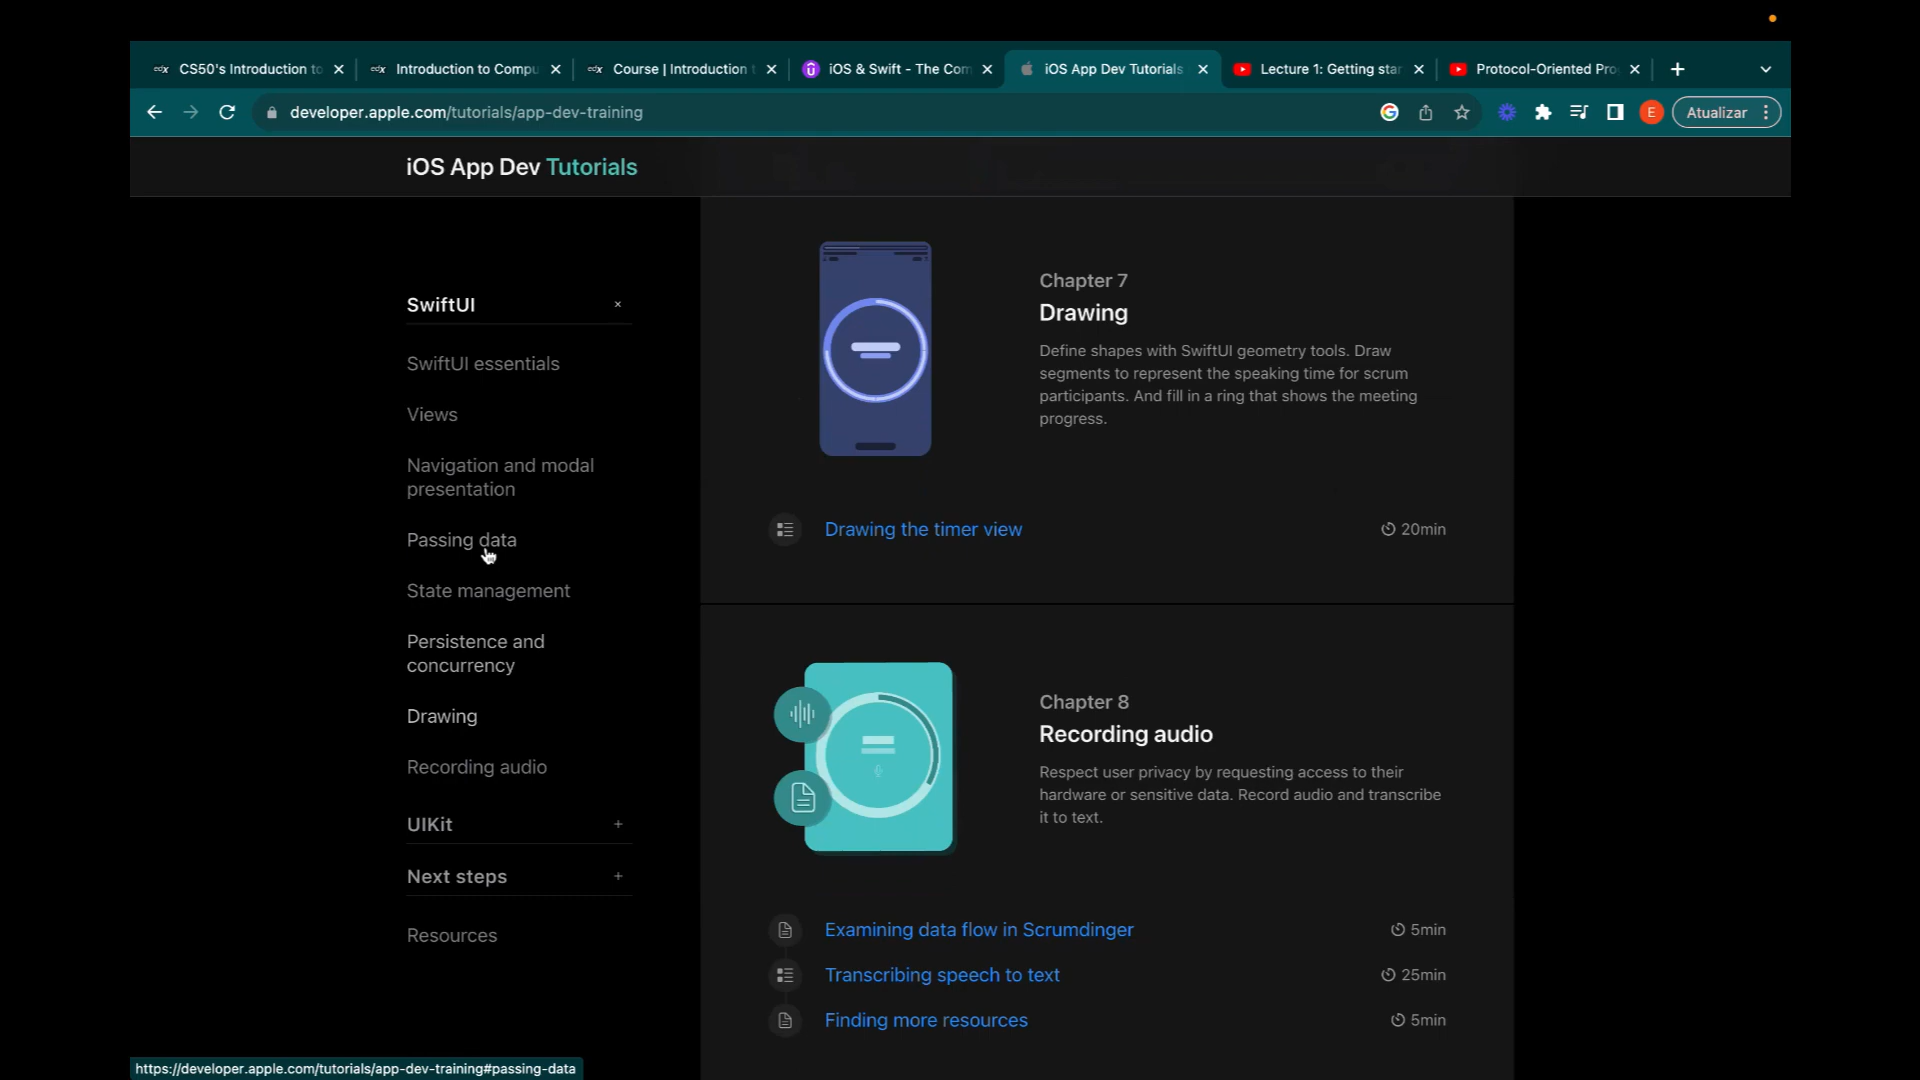 CS50's Introduction to
Introduction to Compu
Course | Introduction t
iOS & Swift - The Com
iOS App Dev Tutorials
Lecture 1: Getting star
Protocol-Oriented Pro
developer.apple.com/tutorials/app-dev-training
E
Atualizar
iOS App Dev Tutorials
SwiftUI
SwiftUI essentials
Views
Navigation and modal
presentation
Passing data
State management
Persistence and
concurrency
Drawing
Recording audio
UIKit
Next steps
Resources
Chapter 7
Drawing
Define shapes with SwiftUI geometry tools. Draw
segments to represent the speaking time for scrum
participants. And fill in a ring that shows the meeting
progress.
Drawing the timer view
20min
Chapter 8
Recording audio
Respect user privacy by requesting access to their
hardware or sensitive data. Record audio and transcribe
it to text.
Examining data flow in Scrumdinger
5min
Transcribing speech to text
25min
Finding more resources
5min
https://developer.apple.com/tutorials/app-dev-training#passing-data